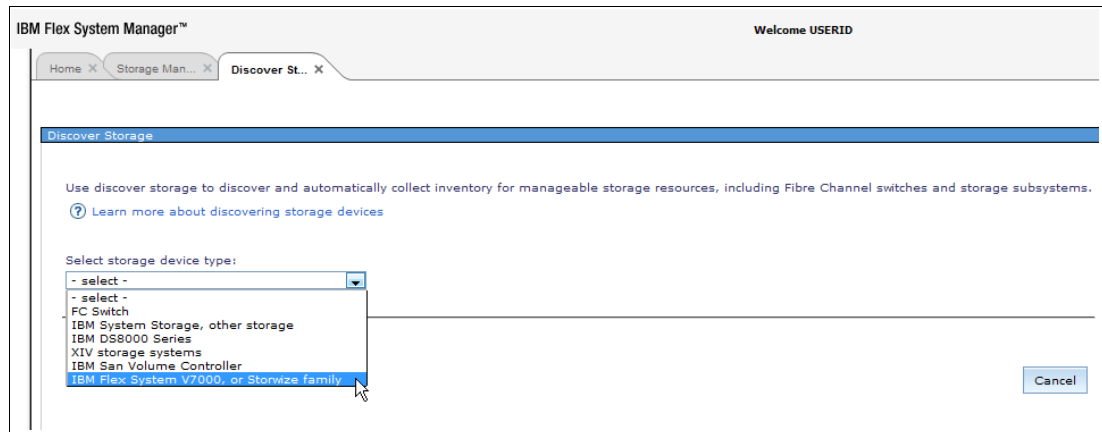 IBM Flex System Manager™
Welcome USERID
Home
Storage Man...
Discover St...
Discover Storage
Use discover storage to discover and automatically collect inventory for manageable storage resources, including Fibre Channel switches and storage subsystems.
Learn more about discovering storage devices
Select storage device type:
- select -
- select -
FC Switch
IBM System Storage, other storage
IBM DS8000 Series
XIV storage systems
IBM San Volume Controller
IBM Flex System V7000, or Storwize family
Cancel